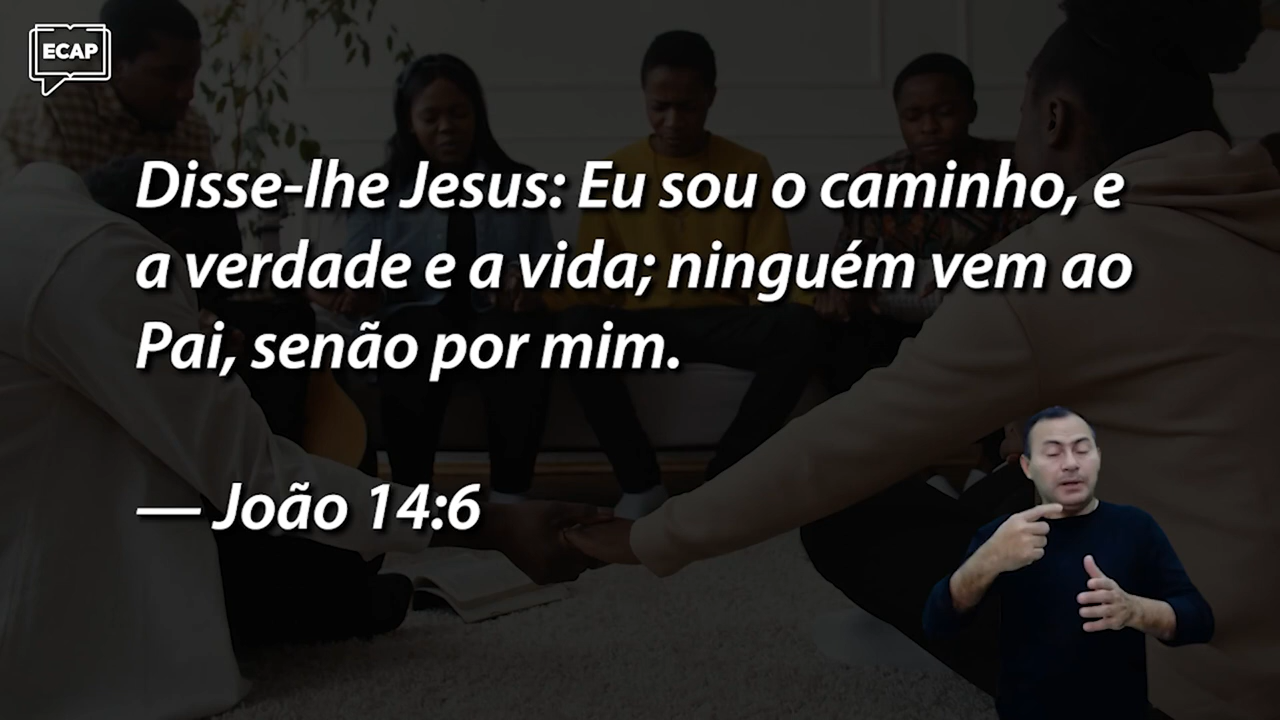 ECAP
Disse-lhe Jesus: Eu sou o caminho, e
a verdade e a vida; ninguém vem ao
Pai, senão por mim.
— João 14:6